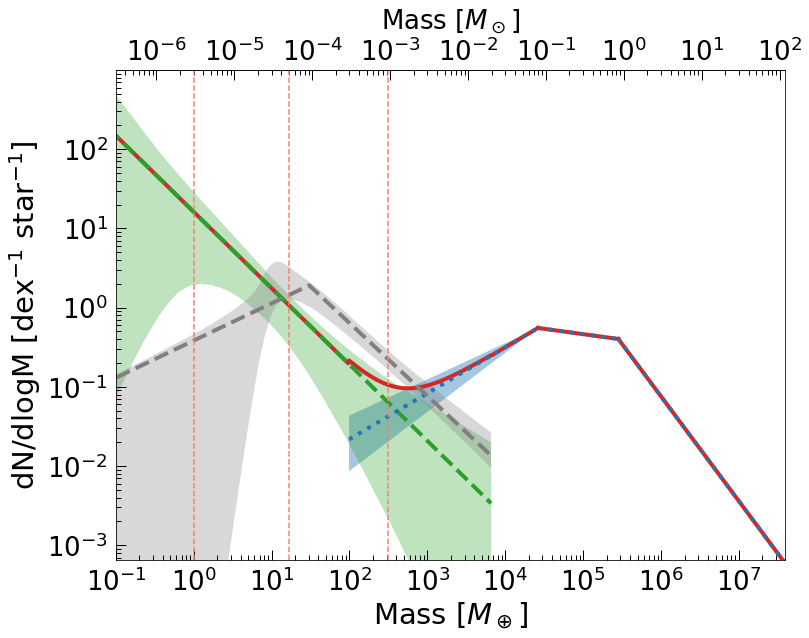 Mass [$M_\odot$]
$10^{-6}$ $10^{-5}$ $10^{-4}$ $10^{-3}$ $10^{-2}$ $10^{-1}$ $10^{0}$ $10^{1}$ $10^{2}$
dN/dlogM [dex$^{-1}$ star$^{-1}$]
$10^{2}$
$10^{1}$
$10^{0}$
$10^{-1}$
$10^{-2}$
$10^{-3}$
$10^{-1}$ $10^{0}$ $10^{1}$ $10^{2}$ $10^{3}$ $10^{4}$ $10^{5}$ $10^{6}$ $10^{7}$
Mass [$M_\oplus$]